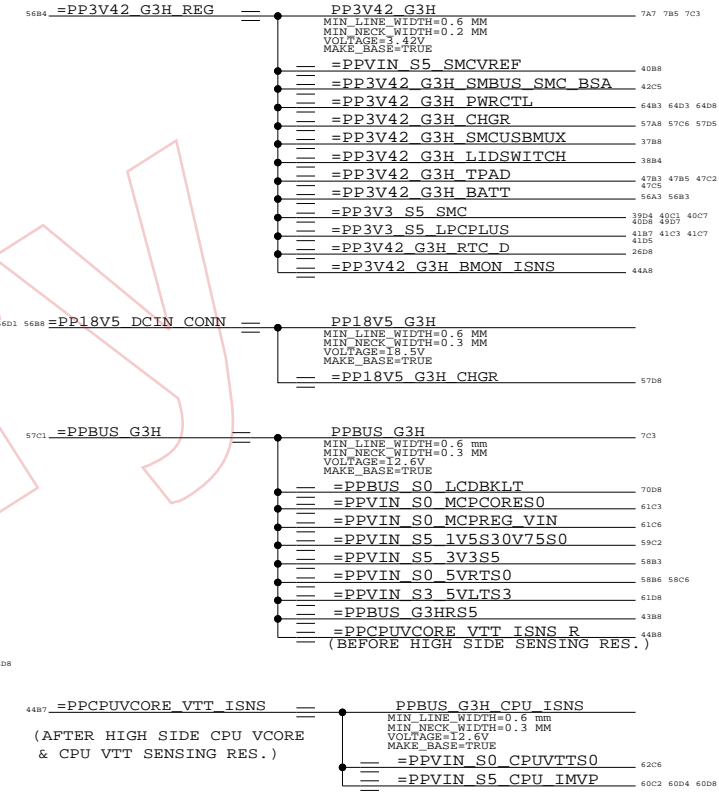 56B4 =PP3V42_G3H_REG PP3V42_G3H 7A7 7B5 7C3
MIN_LINE_WIDTH=0.6 MM
MIN_NECK_WIDTH=0.2 MM
VOLTAGE=3.42V
MAKE_BASE=TRUE
=PPVIN_S5_SMCVREF 40B8
=PP3V42_G3H_SMBUS_SMC_BSA 42C5
=PP3V42_G3H_PWRCTL 64B3 64D3 64D8
=PP3V42_G3H_CHGR 57A8 57C6 57D5
=PP3V42_G3H_SMCUSBMUX 37B8
=PP3V42_G3H_LIDSWITCH 38B4
=PP3V42_G3H_TPAD 47B3 47B5 47C2
47C5
=PP3V42_G3H_BATT 56A3 56B3
=PP3V3_S5_SMC 39D4 40C1 40C7
40D8 49D7
=PP3V3_S5_LPCPLUS 41B7 41C3 41C7
41D5
=PP3V42_G3H_RTC_D 26D8
=PP3V42_G3H_BMON_ISNS 44A8
6D1 56B8 =PP18V5_DCIN_CONN PP18V5_G3H
MIN_LINE_WIDTH=0.6 MM
MIN_NECK_WIDTH=0.3 MM
VOLTAGE=18.5V
MAKE_BASE=TRUE
=PP18V5_G3H_CHGR 57D8
57C1 =PPBUS_G3H PPBUS_G3H 7C3
MIN_LINE_WIDTH=0.6 mm
MIN_NECK_WIDTH=0.3 MM
VOLTAGE=12.6V
MAKE_BASE=TRUE
=PPBUS_S0_LCDBKLT 70D8
=PPVIN_S0_MCPCORES0 61C3
=PPVIN_S0_MCPREG_VIN 61C6
=PPVIN_S5_1V5S30V75S0 59C2
=PPVIN_S5_3V3S5 58B3
=PPVIN_S0_5VRTS0 58B6 58C6
=PPVIN_S3_5VLTS3 61D8
=PPBUS_G3HRS5 43B8
=PPCPUVCORE_VTT_ISNS_R 44B8
(BEFORE HIGH SIDE SENSING RES.)
D8
44B7 =PPCPUVCORE_VTT_ISNS PPBUS_G3H_CPU_ISNS
MIN_LINE_WIDTH=0.6 mm
MIN_NECK_WIDTH=0.3 MM
VOLTAGE=12.6V
MAKE_BASE=TRUE
(AFTER HIGH SIDE CPU VCORE
& CPU VTT SENSING RES.)
=PPVIN_S0_CPUVTTS0 62C6
=PPVIN_S5_CPU_IMVP 60C2 60D4 60D8